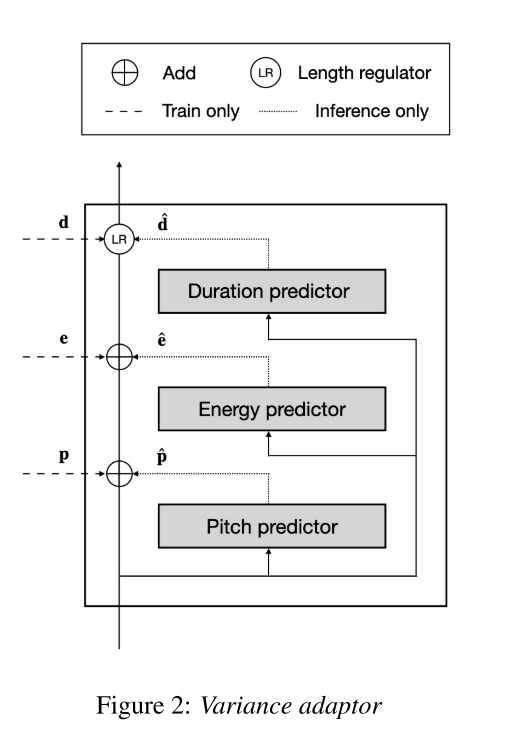 Add
LR Length regulator
Train only
Inference only
d
d̂
LR
Duration predictor
e
ê
Energy predictor
p
p̂
Pitch predictor
Figure 2: Variance adaptor